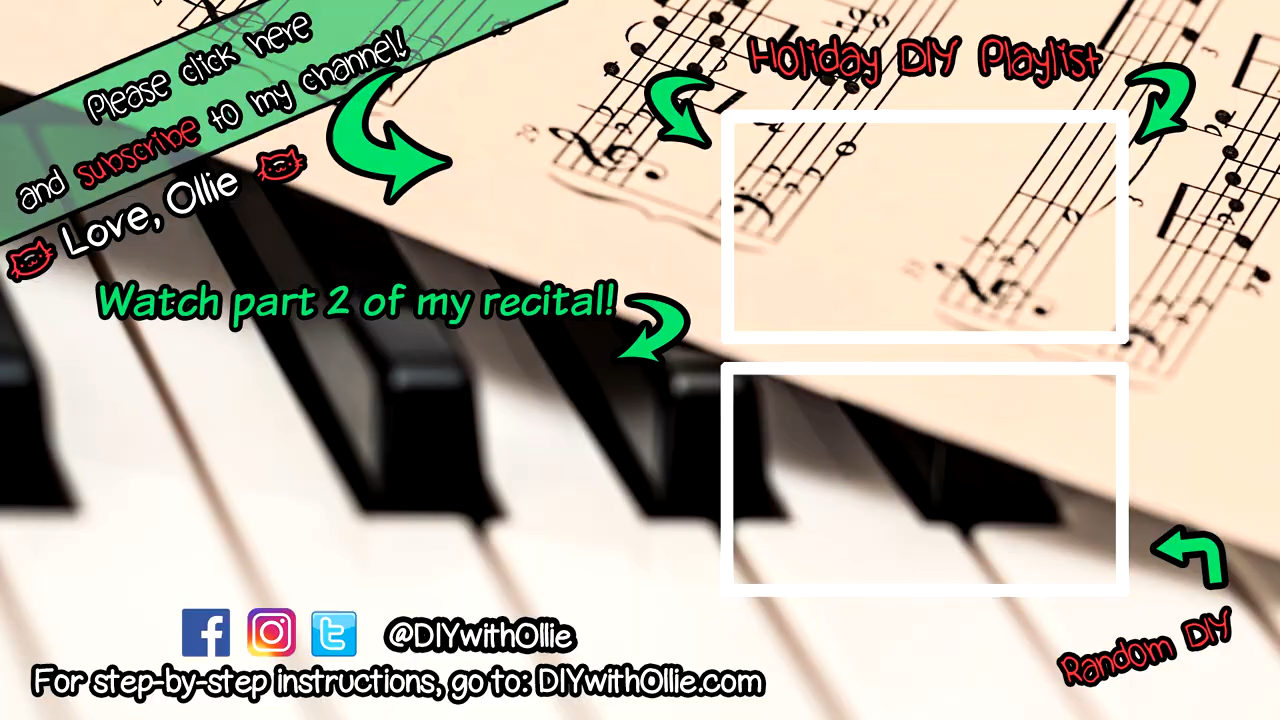 Please click here
and subscribe to my channel!
Love, Ollie
Holiday DIY Playlist
Watch part 2 of my recital!
Random DIY
@DIYwithOllie
For step-by-step instructions, go to: DIYwithOllie.com